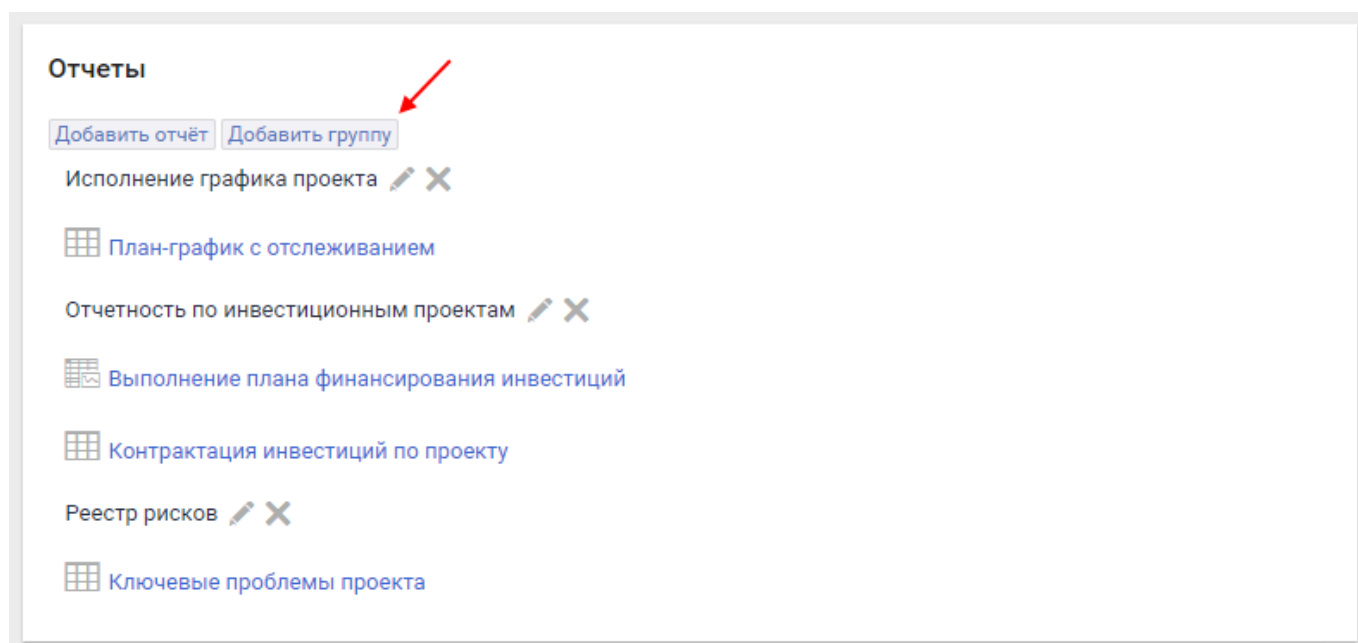 Отчеты
Добавить отчёт Добавить группу
Исполнение графика проекта
План-график с отслеживанием
Отчетность по инвестиционным проектам
Выполнение плана финансирования инвестиций
Контрактация инвестиций по проекту
Реестр рисков
Ключевые проблемы проекта